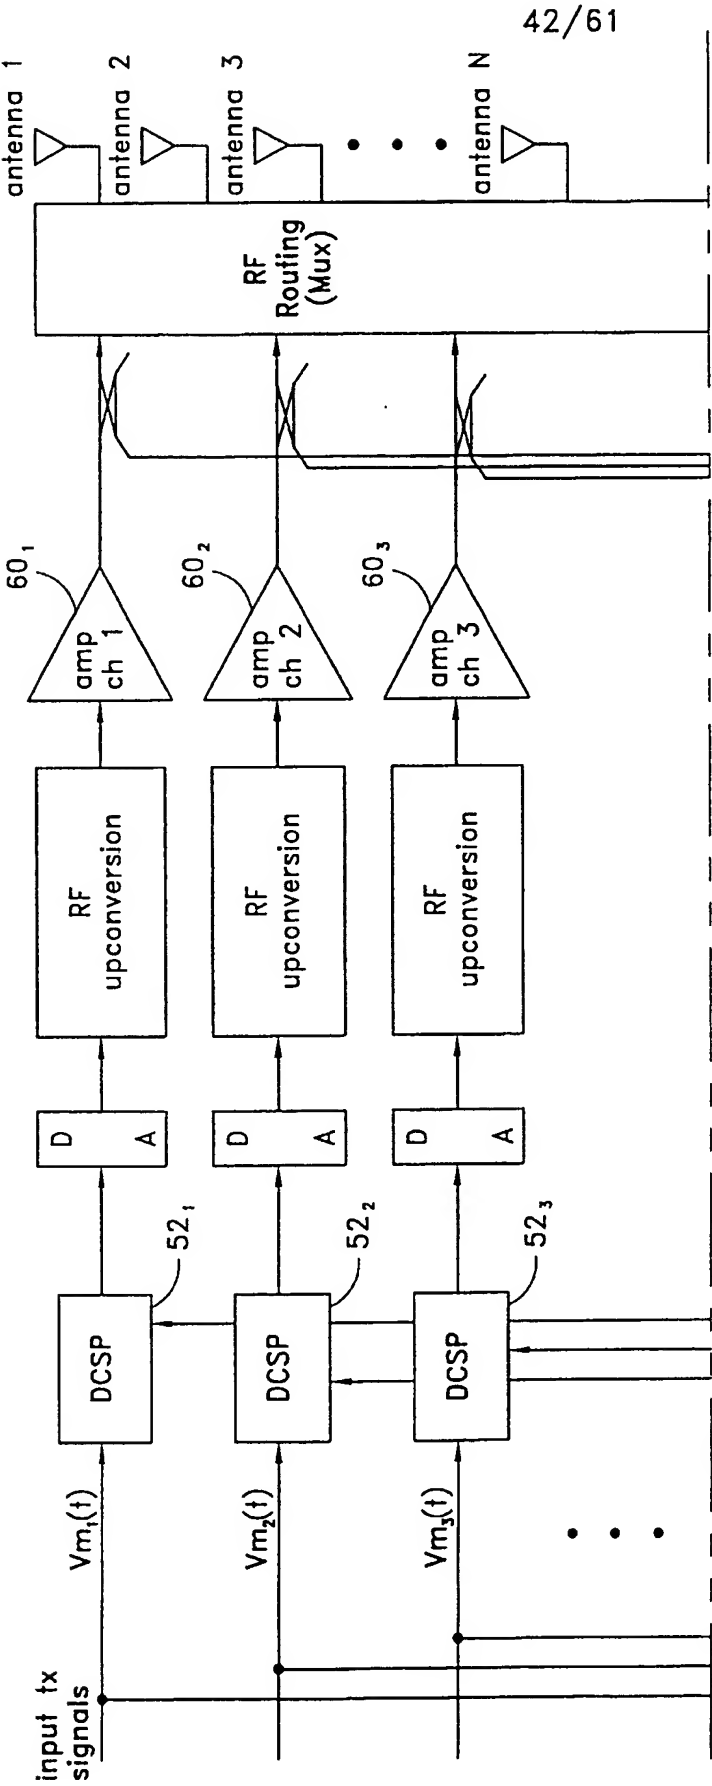 42/61
input tx
signals
Vm₁(t)
DCSP
52₁
D
A
RF
upconversion
amp
ch 1
60₁
Vm₂(t)
DCSP
52₂
D
A
RF
upconversion
amp
ch 2
60₂
Vm₃(t)
DCSP
52₃
D
A
RF
upconversion
amp
ch 3
60₃
RF
Routing
(Mux)
antenna 1
antenna 2
antenna 3
antenna N